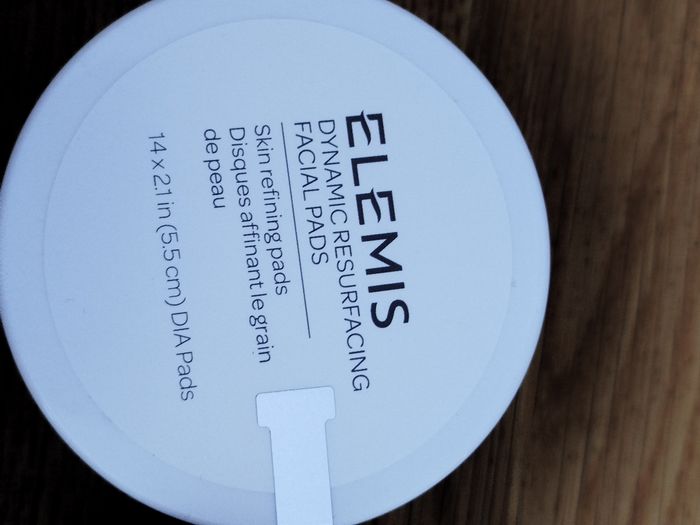 ELEMIS
DYNAMIC RESURFACING
FACIAL PADS
Skin refining pads
Disques affinant le grain
de peau
14 x 2.1 in (5.5 cm) DIA Pads